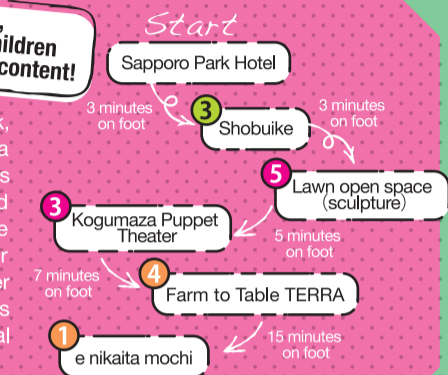 ildren
content!
Start
Sapporo Park Hotel
3 minutes
on foot
3
Shobuike
3 minutes
on foot
5
Lawn open space
(sculpture)
5 minutes
on foot
3
Kogumaza Puppet
Theater
7 minutes
on foot
4
Farm to Table TERRA
15 minutes
on foot
1
e nikaita mochi